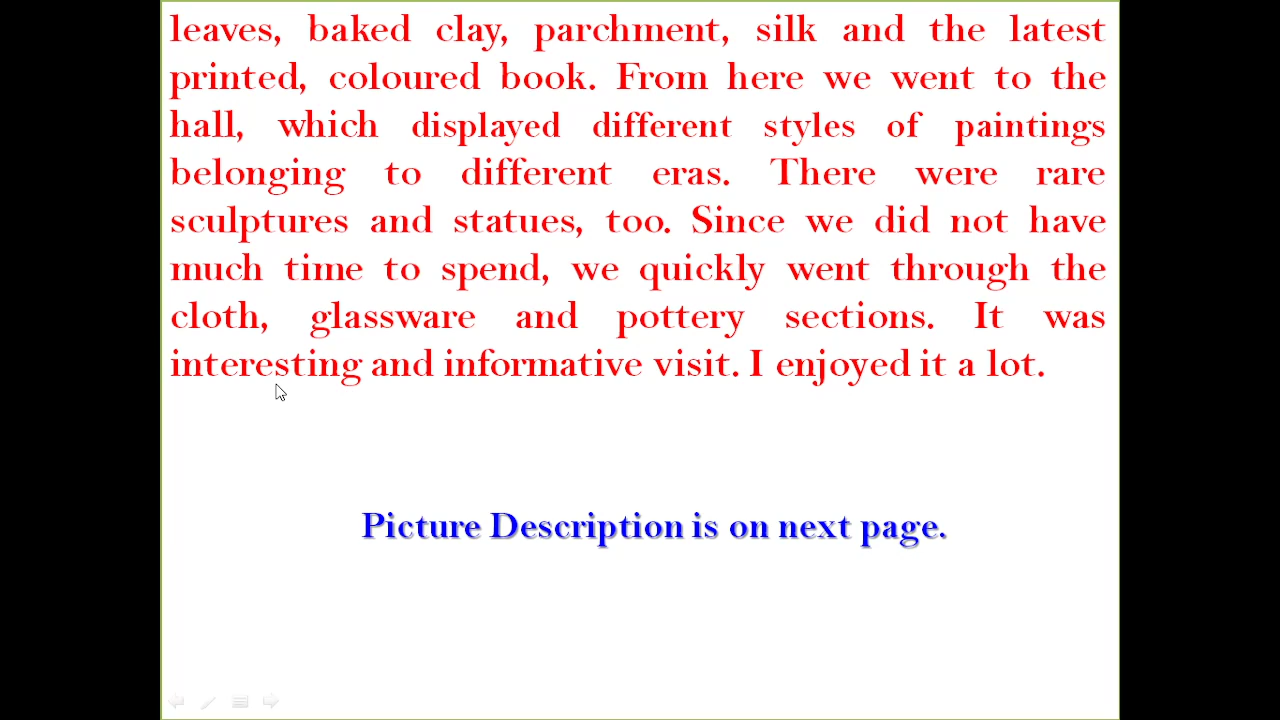 leaves, baked clay, parchment, silk and the latest
printed, coloured book. From here we went to the
hall, which displayed different styles of paintings
belonging to different eras. There were rare
sculptures and statues, too. Since we did not have
much time to spend, we quickly went through the
cloth, glassware and pottery sections. It was
interesting and informative visit. I enjoyed it a lot.
Picture Description is on next page.